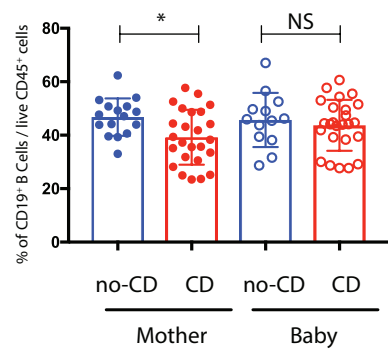 * NS
% of CD19⁺ B Cells / live CD45⁺ cells
80
60
40
20
0
no-CD CD no-CD CD
Mother Baby